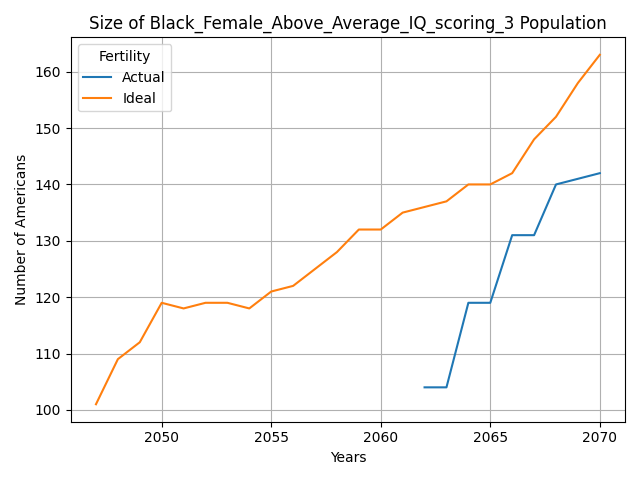 Size of Black_Female_Above_Average_IQ_scoring_3 Population
Fertility
Actual
Ideal
Number of Americans
160
150
140
130
120
110
100
2050 2055 2060 2065 2070
Years